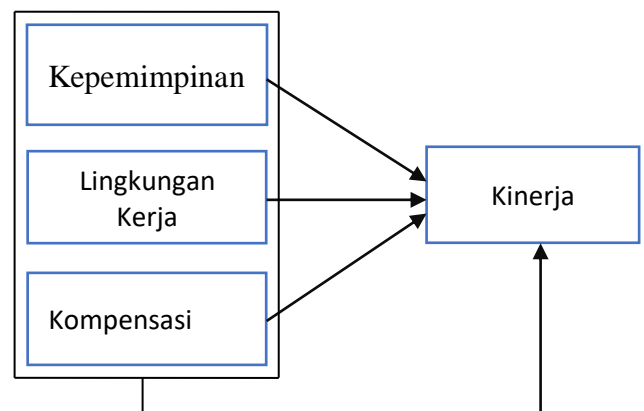 Kepemimpinan
Lingkungan
Kerja
Kompensasi
Kinerja